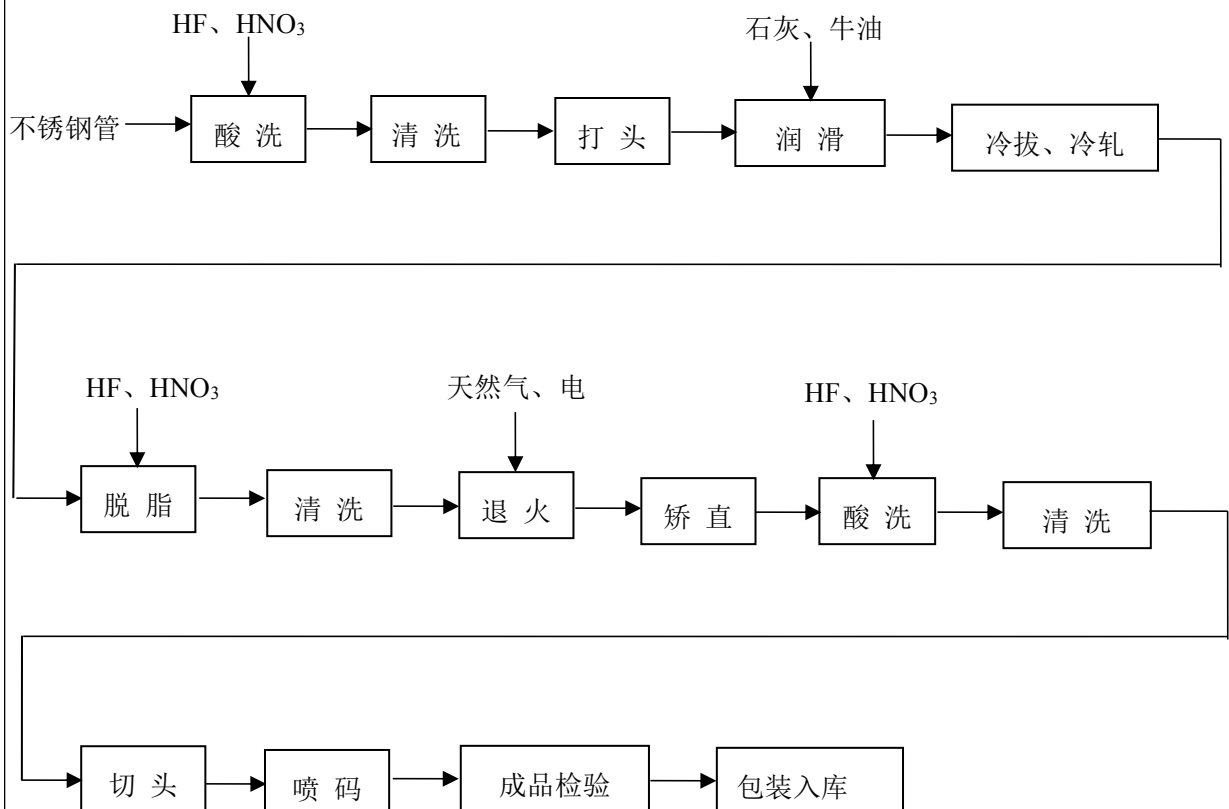 HF、HNO₃ 石灰、牛油
不锈钢管 酸洗 清洗 打头 润滑 冷拔、冷轧
HF、HNO₃ 天然气、电 HF、HNO₃
脱脂 清洗 退火 矫直 酸洗 清洗
切头 喷码 成品检验 包装入库